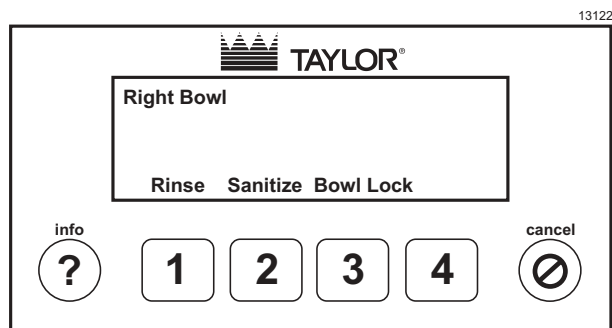 13122
TAYLOR®
Right Bowl
Rinse Sanitize Bowl Lock
info
cancel
? 1 2 3 4